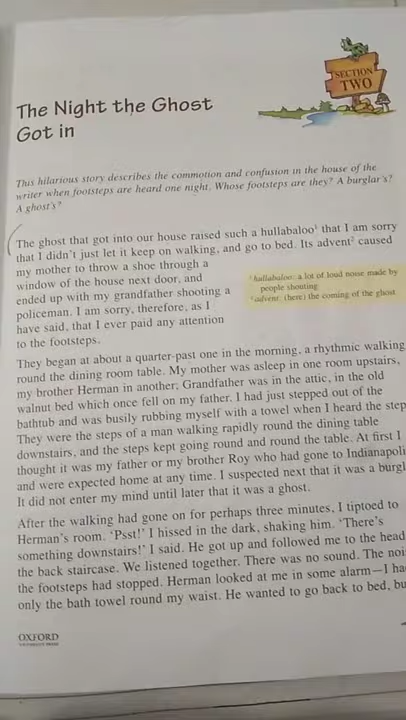 SECTION
TWO
The Night the Ghost
Got in
This hilarious story describes the commotion and confusion in the house of the
writer when footsteps are heard one night. Whose footsteps are they? A burglar's?
A ghost's?
The ghost that got into our house raised such a hullabaloo¹ that I am sorry
that I didn't just let it keep on walking, and go to bed. Its advent² caused
my mother to throw a shoe through a
window of the house next door, and
ended up with my grandfather shooting a
policeman. I am sorry, therefore, as I
have said, that I ever paid any attention
to the footsteps.
¹ hullabaloo: a lot of loud noise made by
people shouting
² advent: (here) the coming of the ghost
They began at about a quarter-past one in the morning, a rhythmic walking
round the dining room table. My mother was asleep in one room upstairs,
my brother Herman in another; Grandfather was in the attic, in the old
walnut bed which once fell on my father. I had just stepped out of the
bathtub and was busily rubbing myself with a towel when I heard the step
They were the steps of a man walking rapidly round the dining table
downstairs, and the steps kept going round and round the table. At first I
thought it was my father or my brother Roy who had gone to Indianapoli
and were expected home at any time. I suspected next that it was a burgl
It did not enter my mind until later that it was a ghost.
After the walking had gone on for perhaps three minutes, I tiptoed to
Herman's room. 'Psst!' I hissed in the dark, shaking him. 'There's
something downstairs!' I said. He got up and followed me to the head
the back staircase. We listened together. There was no sound. The noi
the footsteps had stopped. Herman looked at me in some alarm—I ha
only the bath towel round my waist. He wanted to go back to bed, bu
OXFORD
UNIVERSITY PRESS